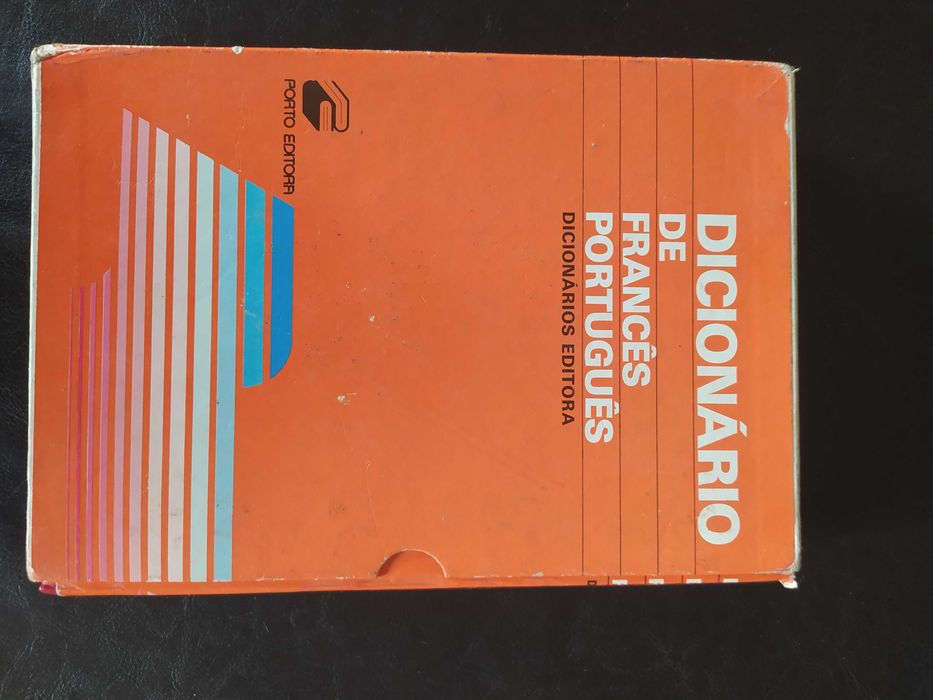 DICIONÁRIO
DE
FRANCÊS
PORTUGUÊS
DICIONÁRIOS EDITORA
PORTO EDITORA